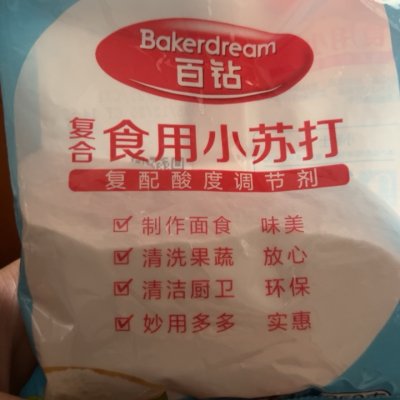 Bakerdream
百钻
复合 食用小苏打
复配酸度调节剂
制作面食 味美
清洗果蔬 放心
清洁厨卫 环保
妙用多多 实惠